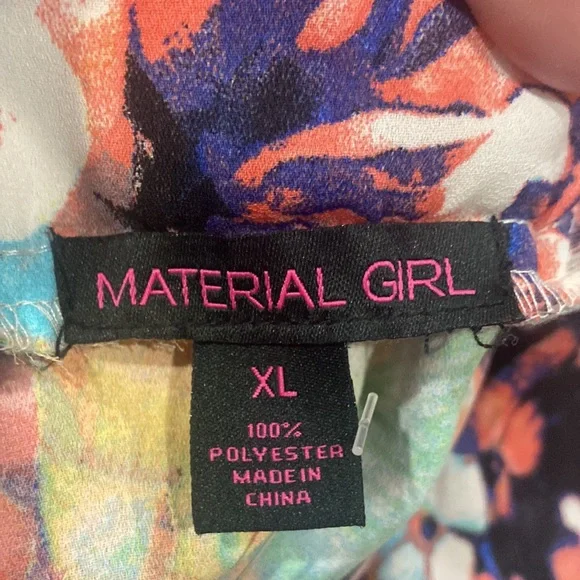 MATERIAL GIRL
XL
100%
POLYESTER
MADE IN
CHINA